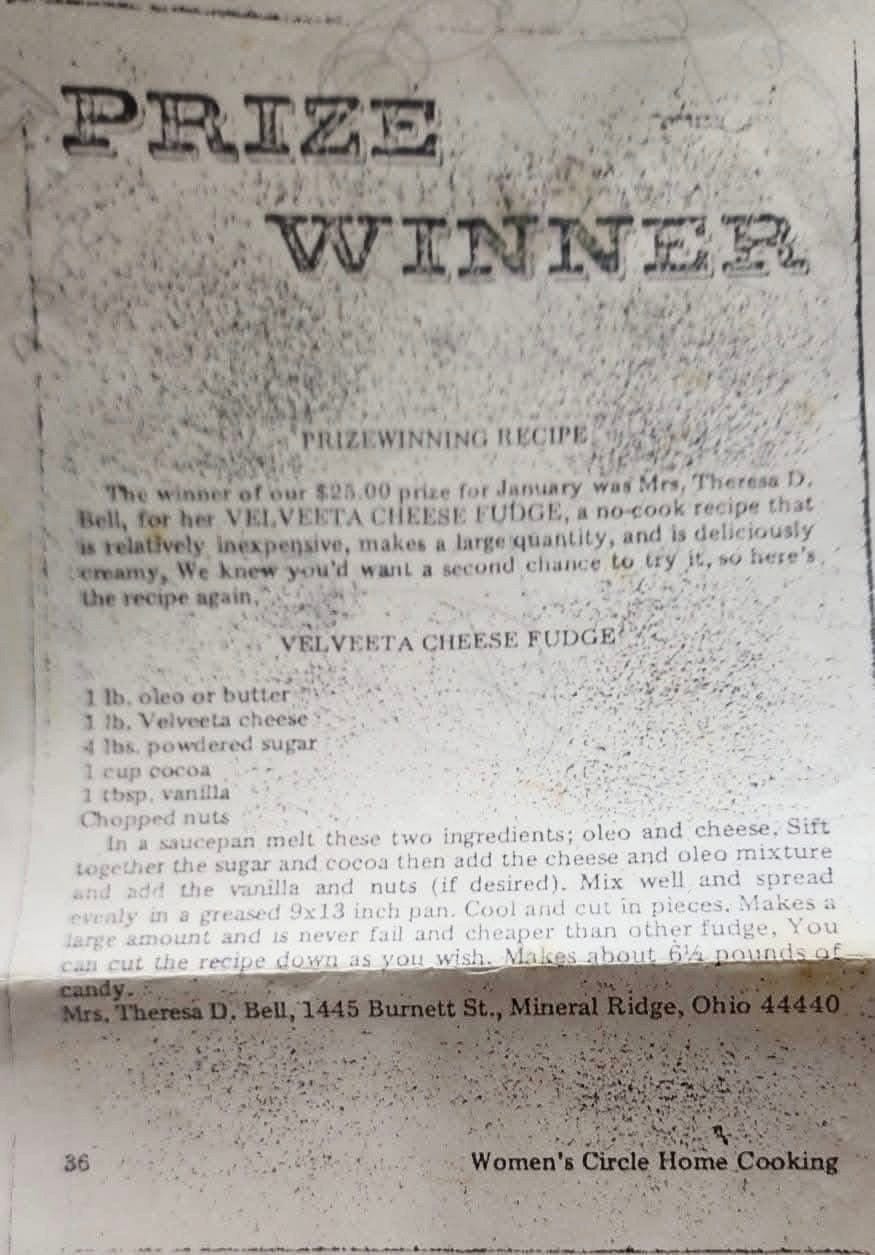 PRIZE
WINNER
PRIZEWINNING RECIPE
The winner of our $25.00 prize for January was Mrs. Theresa D.
Bell, for her VELVEETA CHEESE FUDGE, a no-cook recipe that
is relatively inexpensive, makes a large quantity, and is deliciously
creamy. We knew you'd want a second chance to try it, so here's
the recipe again.
VELVEETA CHEESE FUDGE
1 lb. oleo or butter
1 lb. Velveeta cheese
4 lbs. powdered sugar
1 cup cocoa
1 tbsp. vanilla
Chopped nuts
In a saucepan melt these two ingredients; oleo and cheese. Sift
together the sugar and cocoa then add the cheese and oleo mixture
and add the vanilla and nuts (if desired). Mix well and spread
evenly in a greased 9x13 inch pan. Cool and cut in pieces. Makes a
large amount and is never fail and cheaper than other fudge. You
can cut the recipe down as you wish. Makes about 6½ pounds of
candy.
Mrs. Theresa D. Bell, 1445 Burnett St., Mineral Ridge, Ohio 44440
36
Women's Circle Home Cooking